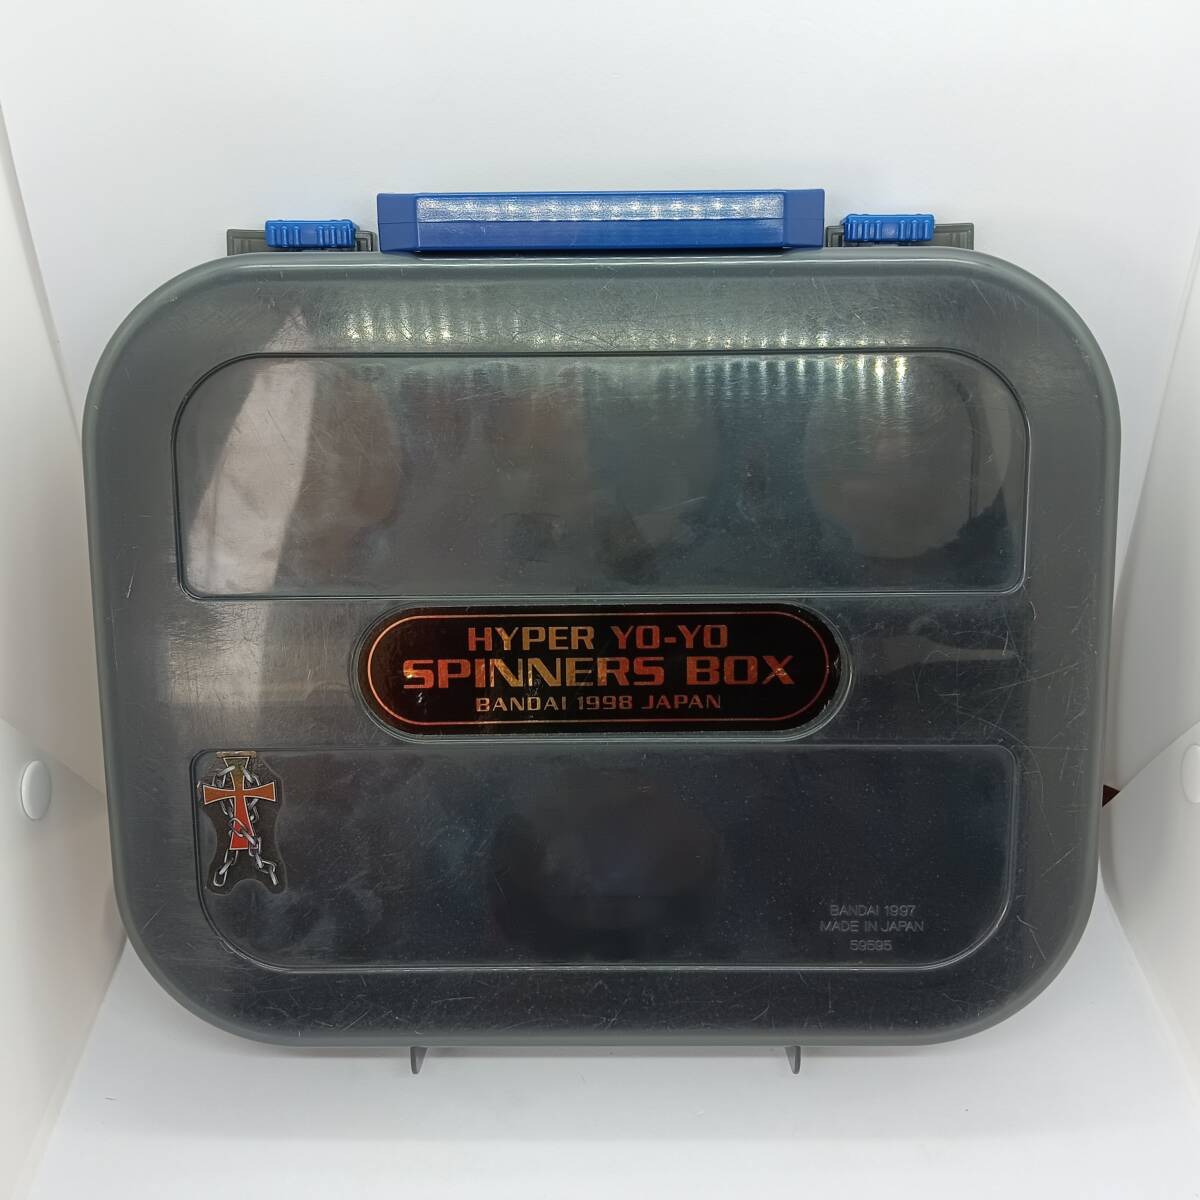 HYPER YO-YO
SPINNERS BOX
BANDAI 1998 JAPAN
BANDAI 1997
MADE IN JAPAN
59595